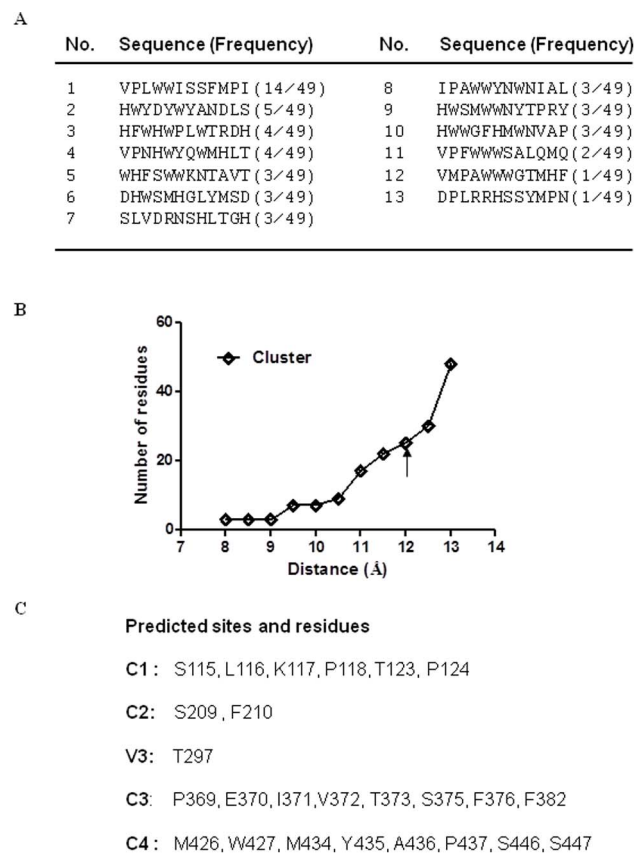 A
No. Sequence (Frequency) No. Sequence (Frequency)
1 VPLWWISSFMPI(14/49) 8 IPAWWYNWNIAL(3/49)
2 HWYDYWYANDLS(5/49) 9 HWSMWWNYTPRY(3/49)
3 HFWHWPLWTRDH(4/49) 10 HWWGFHMWNVAP(3/49)
4 VPNHWYQWMHLT(3/49) 11 VPFWWWSALQMQ(2/49)
5 WHFSWWKNTAVT(3/49) 12 VMPAWWWGTMHF(1/49)
6 DHWSMHGLYMSD(3/49) 13 DPLRRHSSYMPN(1/49)
7 SLVDRNSHLTGH(3/49)
B
60
40
20
0
Number of residues
Cluster
7 8 9 10 11 12 13 14
Distance (Å)
C
Predicted sites and residues
C1: S115, L116, K117, P118, T123, P124
C2: S209, F210
V3: T297
C3: P369, E370, I371, V372, T373, S375, F376, F382
C4: M426, W427, M434, Y435, A436, P437, S446, S447